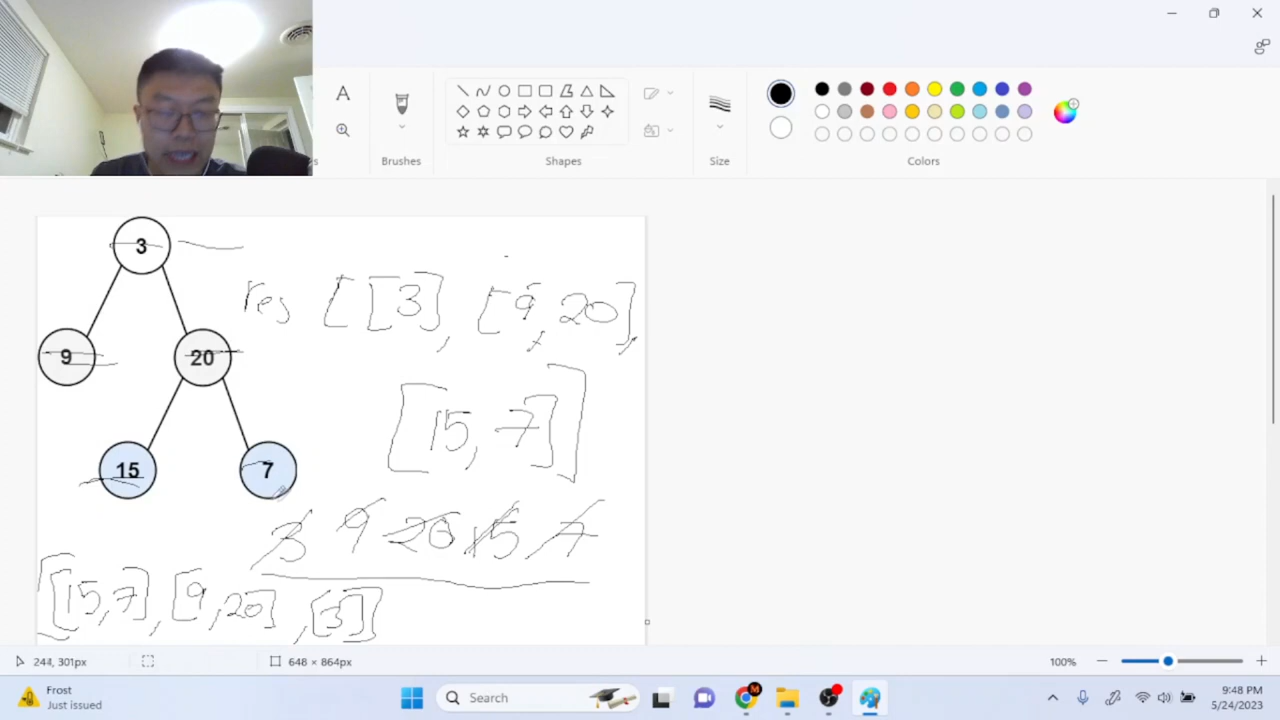 A
Brushes
Shapes
Size
Colors
3
9 20
15 7
res [[3], [9, 20],
[15, 7]]
3 9 20 15 7
[[15, 7], [9, 20], [3]
244, 301px
648 × 864px
100%
Frost
Just issued
Search
M
9:48 PM
5/24/2023